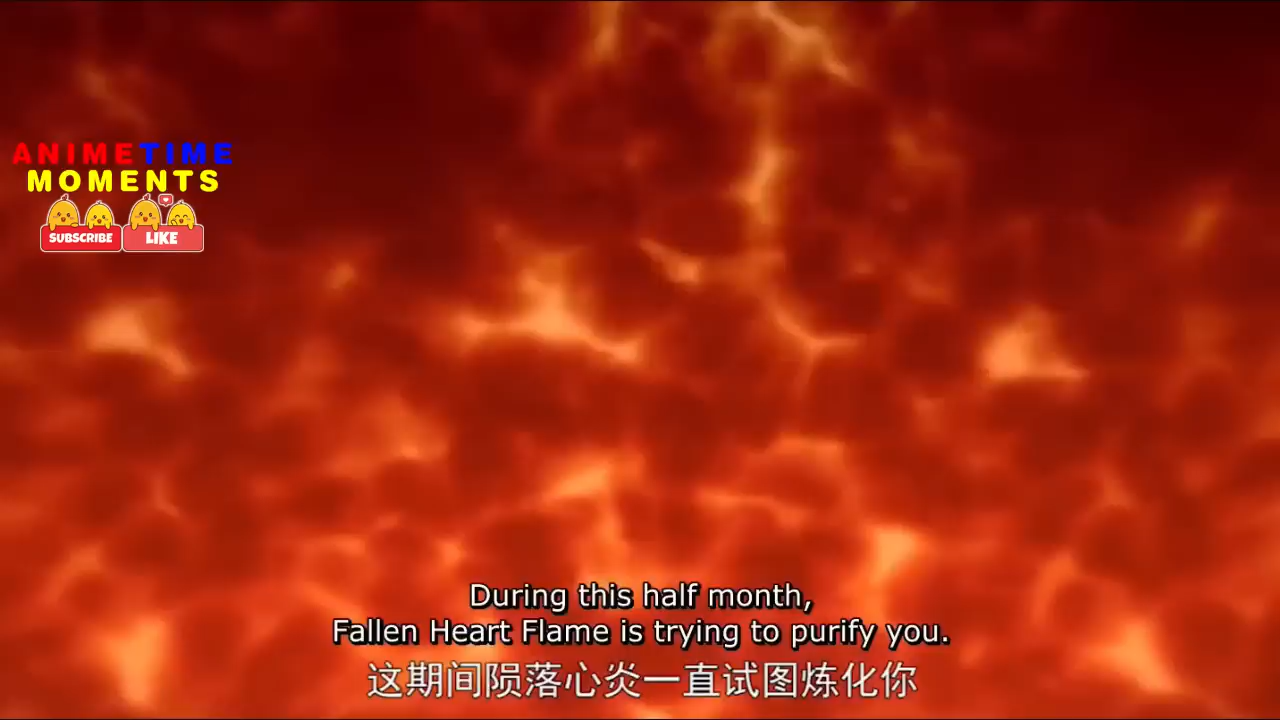 ANIMETIME
MOMENTS
SUBSCRIBE LIKE
During this half month,
Fallen Heart Flame is trying to purify you.
这期间陨落心炎一直试图炼化你